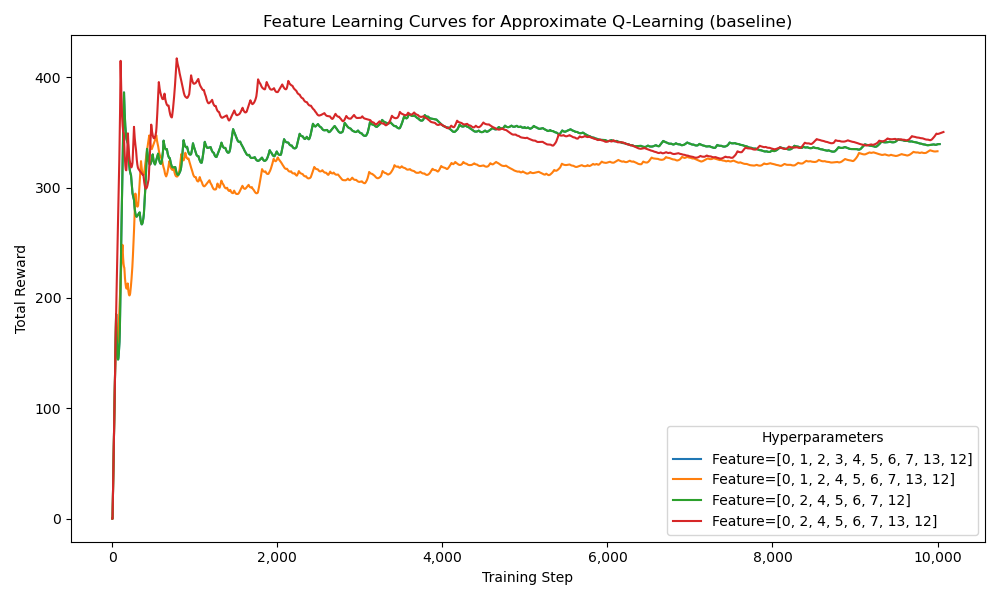 Feature Learning Curves for Approximate Q-Learning (baseline)
Total Reward
400
300
200
100
0
0 2,000 4,000 6,000 8,000 10,000
Training Step
Hyperparameters
Feature=[0, 1, 2, 3, 4, 5, 6, 7, 13, 12]
Feature=[0, 1, 2, 4, 5, 6, 7, 13, 12]
Feature=[0, 2, 4, 5, 6, 7, 12]
Feature=[0, 2, 4, 5, 6, 7, 13, 12]